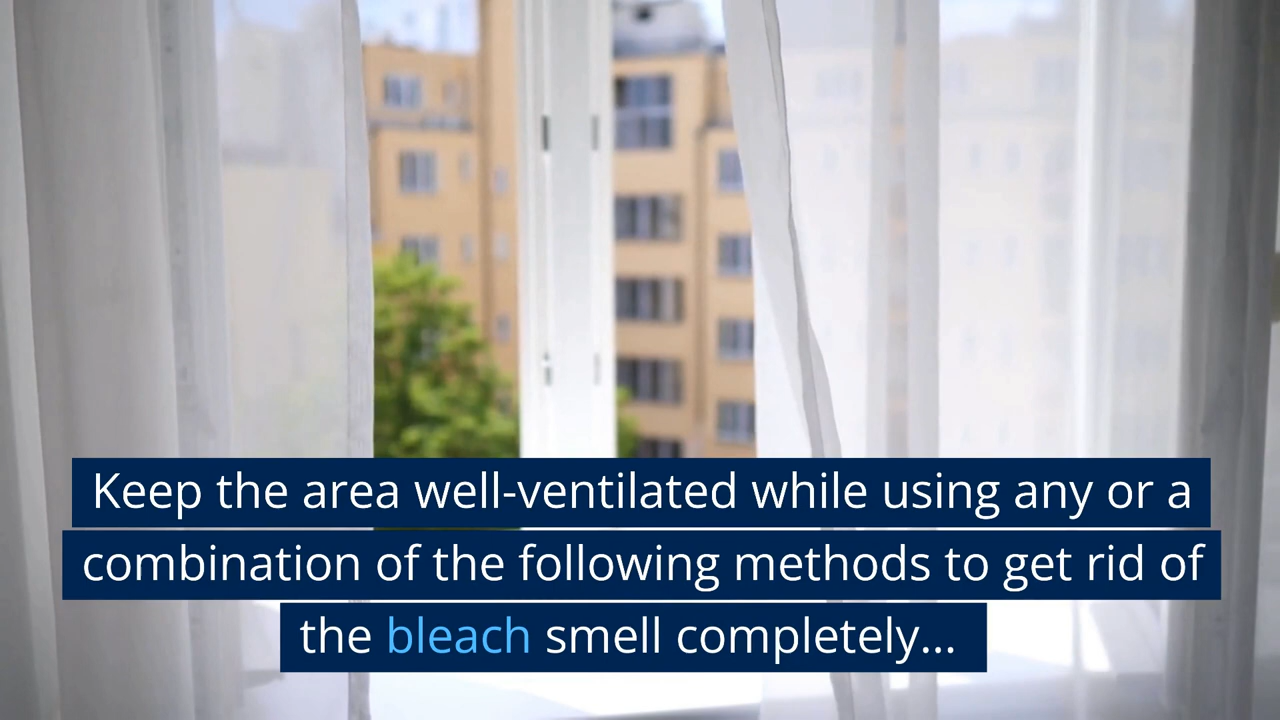 Keep the area well-ventilated while using any or a
combination of the following methods to get rid of
the bleach smell completely...